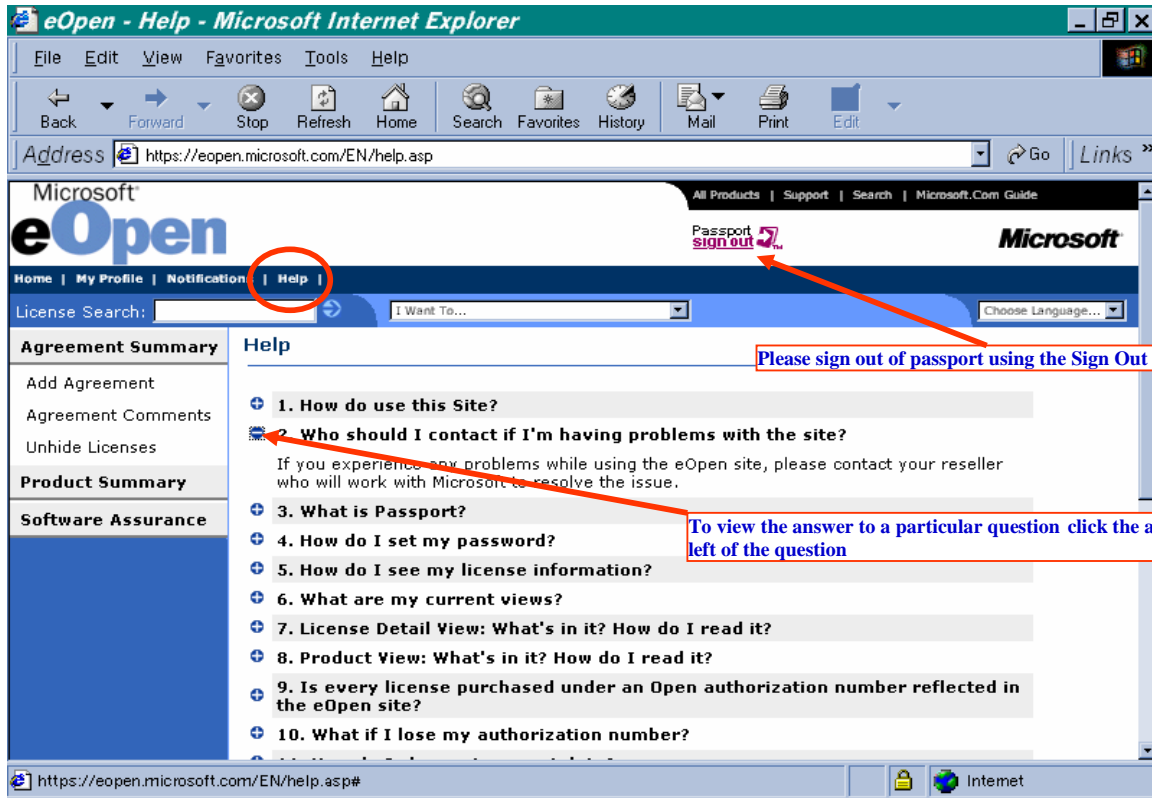 eOpen - Help - Microsoft Internet Explorer
File Edit View Favorites Tools Help
Back Forward Stop Refresh Home Search Favorites History Mail Print Edit
Address https://eopen.microsoft.com/EN/help.asp Go Links »
Microsoft
eOpen
All Products | Support | Search | Microsoft.Com Guide
Passport
sign out
Microsoft
Home | My Profile | Notifications | Help |
License Search: I Want To... Choose Language...
Agreement Summary
Add Agreement
Agreement Comments
Unhide Licenses
Product Summary
Software Assurance
Help
Please sign out of passport using the Sign Out
1. How do use this Site?
2. Who should I contact if I'm having problems with the site?
If you experience any problems while using the eOpen site, please contact your reseller
who will work with Microsoft to resolve the issue.
3. What is Passport?
To view the answer to a particular question click the a
left of the question
4. How do I set my password?
5. How do I see my license information?
6. What are my current views?
7. License Detail View: What's in it? How do I read it?
8. Product View: What's in it? How do I read it?
9. Is every license purchased under an Open authorization number reflected in
the eOpen site?
10. What if I lose my authorization number?
https://eopen.microsoft.com/EN/help.asp# Internet